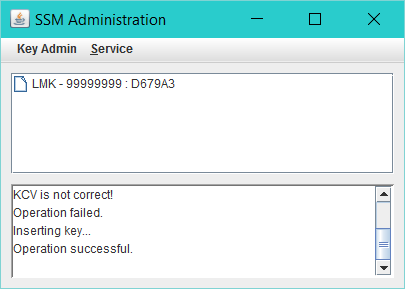 SSM Administration
Key Admin Service
LMK - 99999999 : D679A3
KCV is not correct!
Operation failed.
Inserting key...
Operation successful.